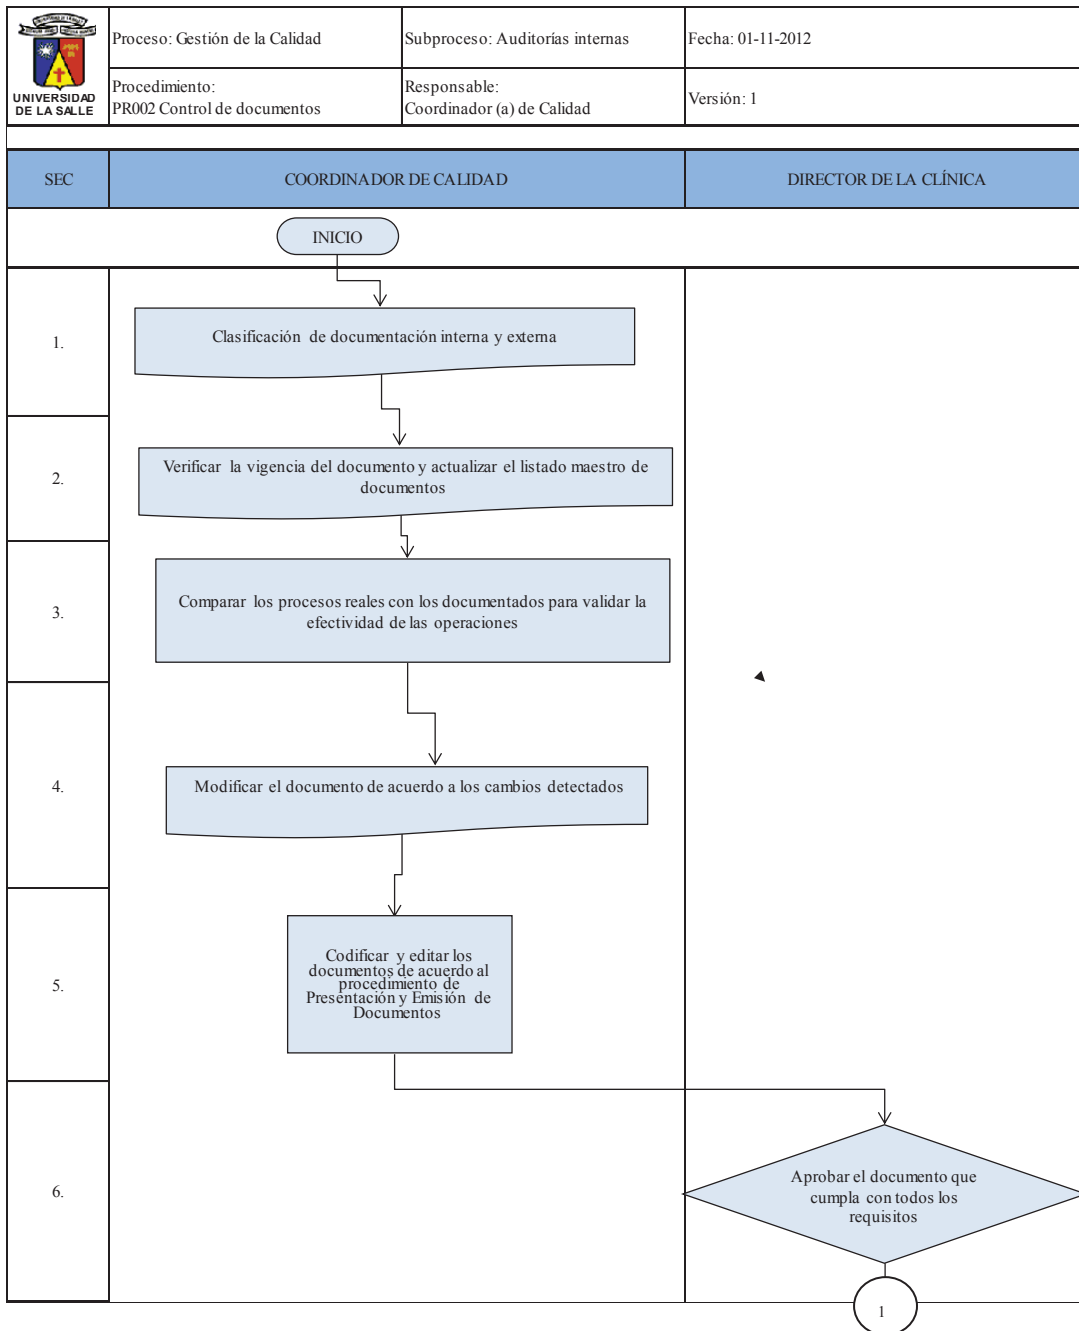 UNIVERSIDAD
DE LA SALLE
Proceso: Gestión de la Calidad
Subproceso: Auditorías internas
Fecha: 01-11-2012
Procedimiento:
PR002 Control de documentos
Responsable:
Coordinador (a) de Calidad
Versión: 1
SEC
COORDINADOR DE CALIDAD
DIRECTOR DE LA CLÍNICA
INICIO
1.
Clasificación de documentación interna y externa
2.
Verificar la vigencia del documento y actualizar el listado maestro de
documentos
3.
Comparar los procesos reales con los documentados para validar la
efectividad de las operaciones
4.
Modificar el documento de acuerdo a los cambios detectados
5.
Codificar y editar los
documentos de acuerdo al
procedimiento de
Presentación y Emisión de
Documentos
6.
Aprobar el documento que
cumpla con todos los
requisitos
1